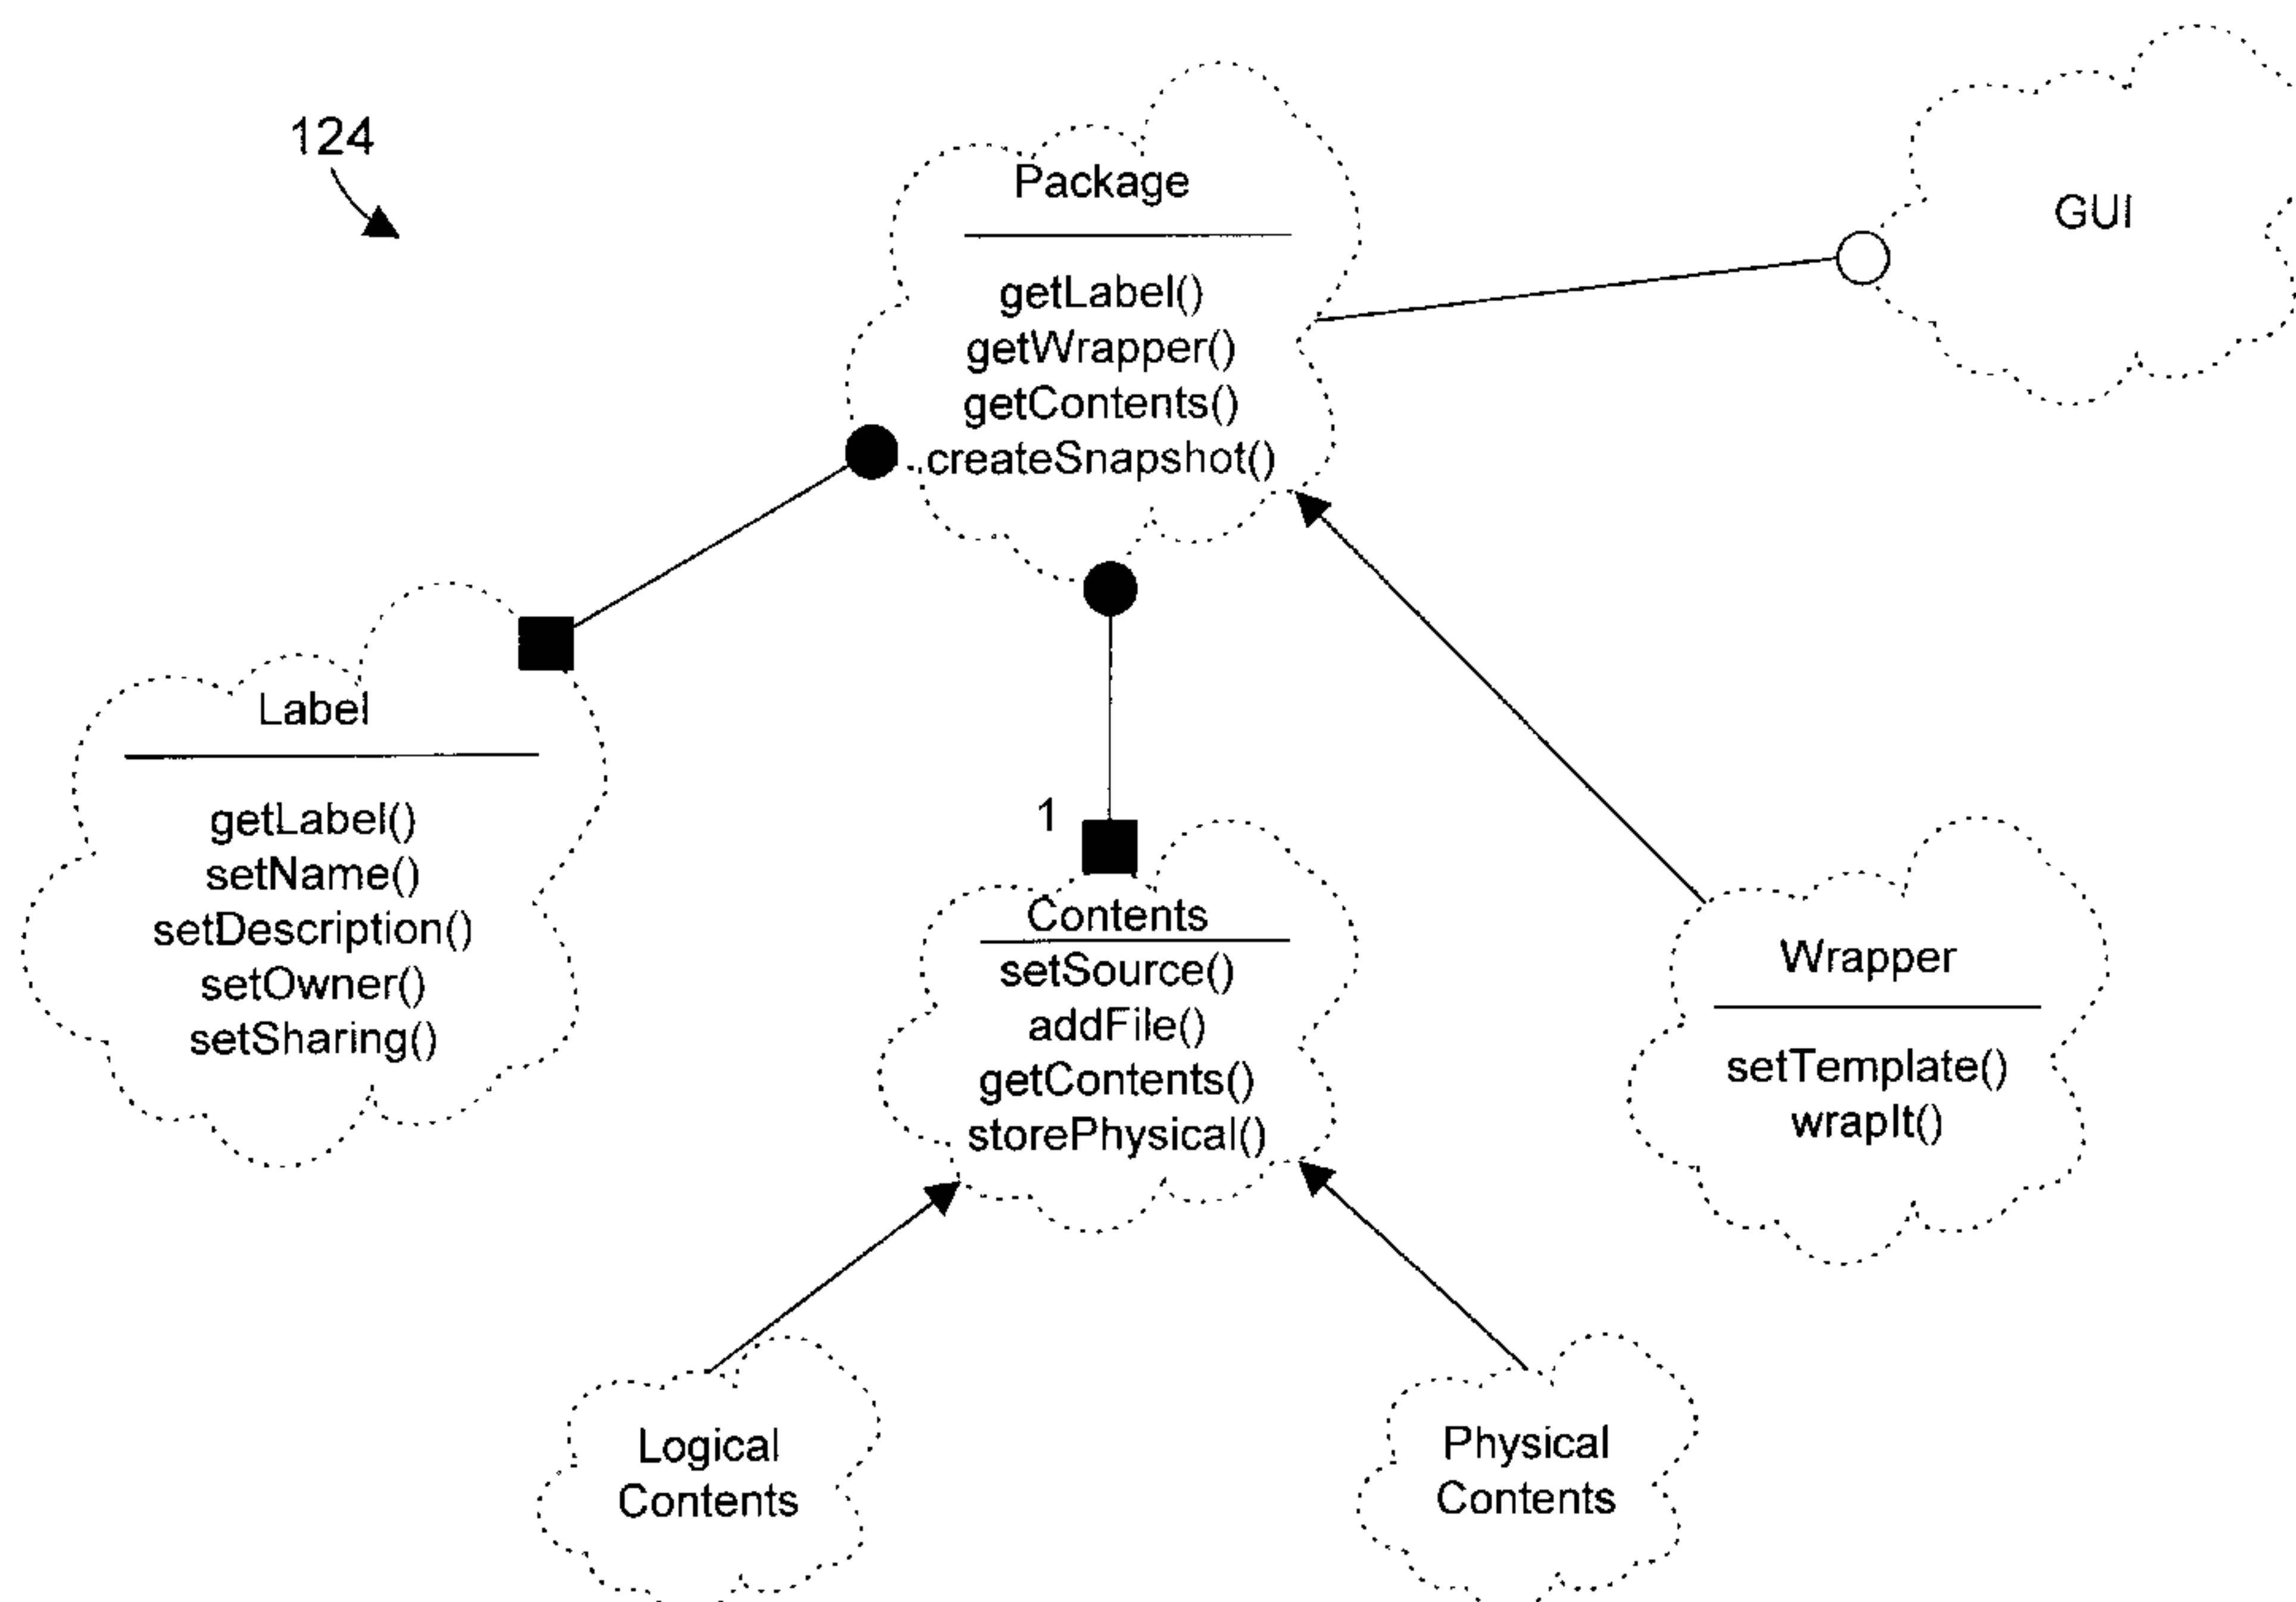 124
Package
getLabel()
getWrapper()
getContents()
createSnapshot()
GUI
Label
getLabel()
setName()
setDescription()
setOwner()
setSharing()
1
Contents
setSource()
addFile()
getContents()
storePhysical()
Wrapper
setTemplate()
wrapIt()
Logical
Contents
Physical
Contents